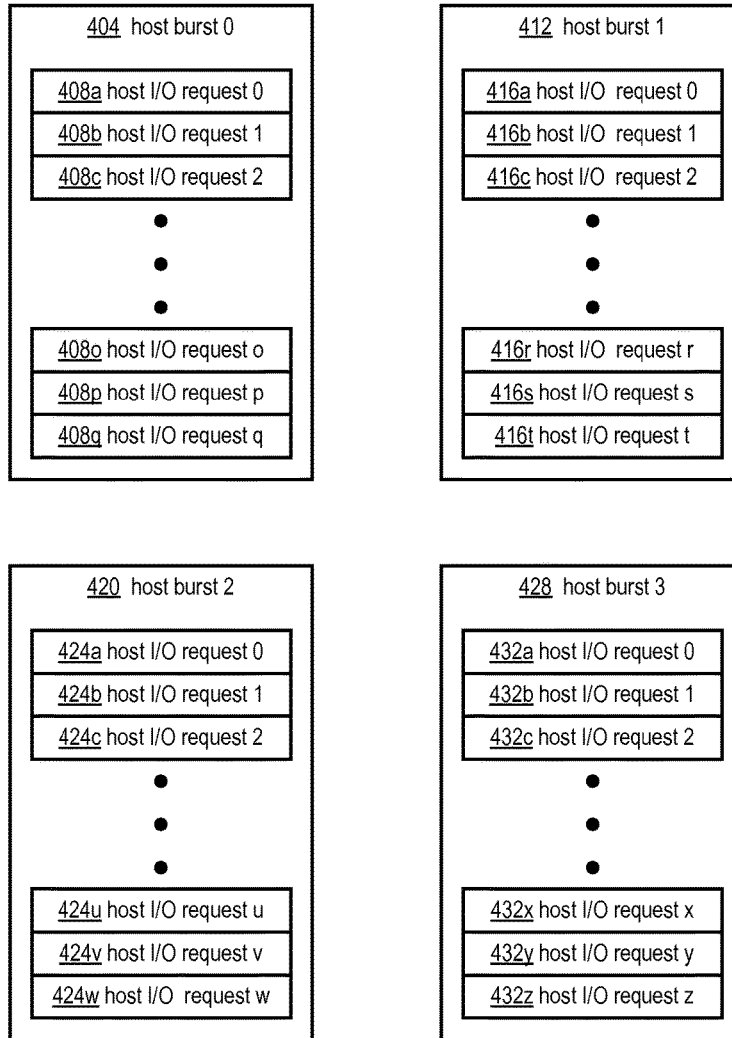 404 host burst 0
408a host I/O request 0
408b host I/O request 1
408c host I/O request 2
408o host I/O request o
408p host I/O request p
408q host I/O request q
412 host burst 1
416a host I/O request 0
416b host I/O request 1
416c host I/O request 2
416r host I/O request r
416s host I/O request s
416t host I/O request t
420 host burst 2
424a host I/O request 0
424b host I/O request 1
424c host I/O request 2
424u host I/O request u
424v host I/O request v
424w host I/O request w
428 host burst 3
432a host I/O request 0
432b host I/O request 1
432c host I/O request 2
432x host I/O request x
432y host I/O request y
432z host I/O request z